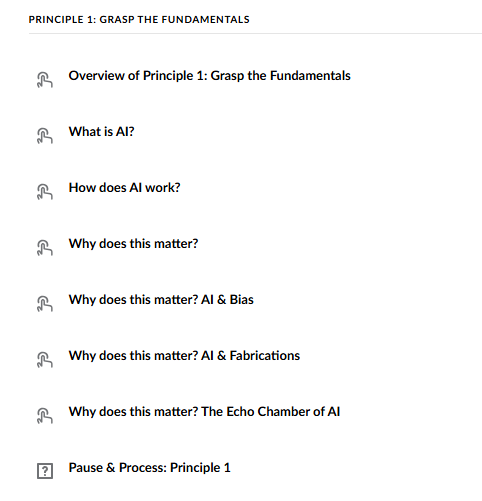 PRINCIPLE 1: GRASP THE FUNDAMENTALS
Overview of Principle 1: Grasp the Fundamentals
What is AI?
How does AI work?
Why does this matter?
Why does this matter? AI & Bias
Why does this matter? AI & Fabrications
Why does this matter? The Echo Chamber of AI
? Pause & Process: Principle 1